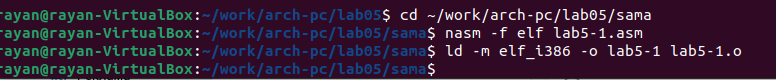 rayan@rayan-VirtualBox:~/work/arch-pc/lab05$ cd ~/work/arch-pc/lab05/sama
rayan@rayan-VirtualBox:~/work/arch-pc/lab05/sama$ nasm -f elf lab5-1.asm
rayan@rayan-VirtualBox:~/work/arch-pc/lab05/sama$ ld -m elf_i386 -o lab5-1 lab5-1.o
rayan@rayan-VirtualBox:~/work/arch-pc/lab05/sama$